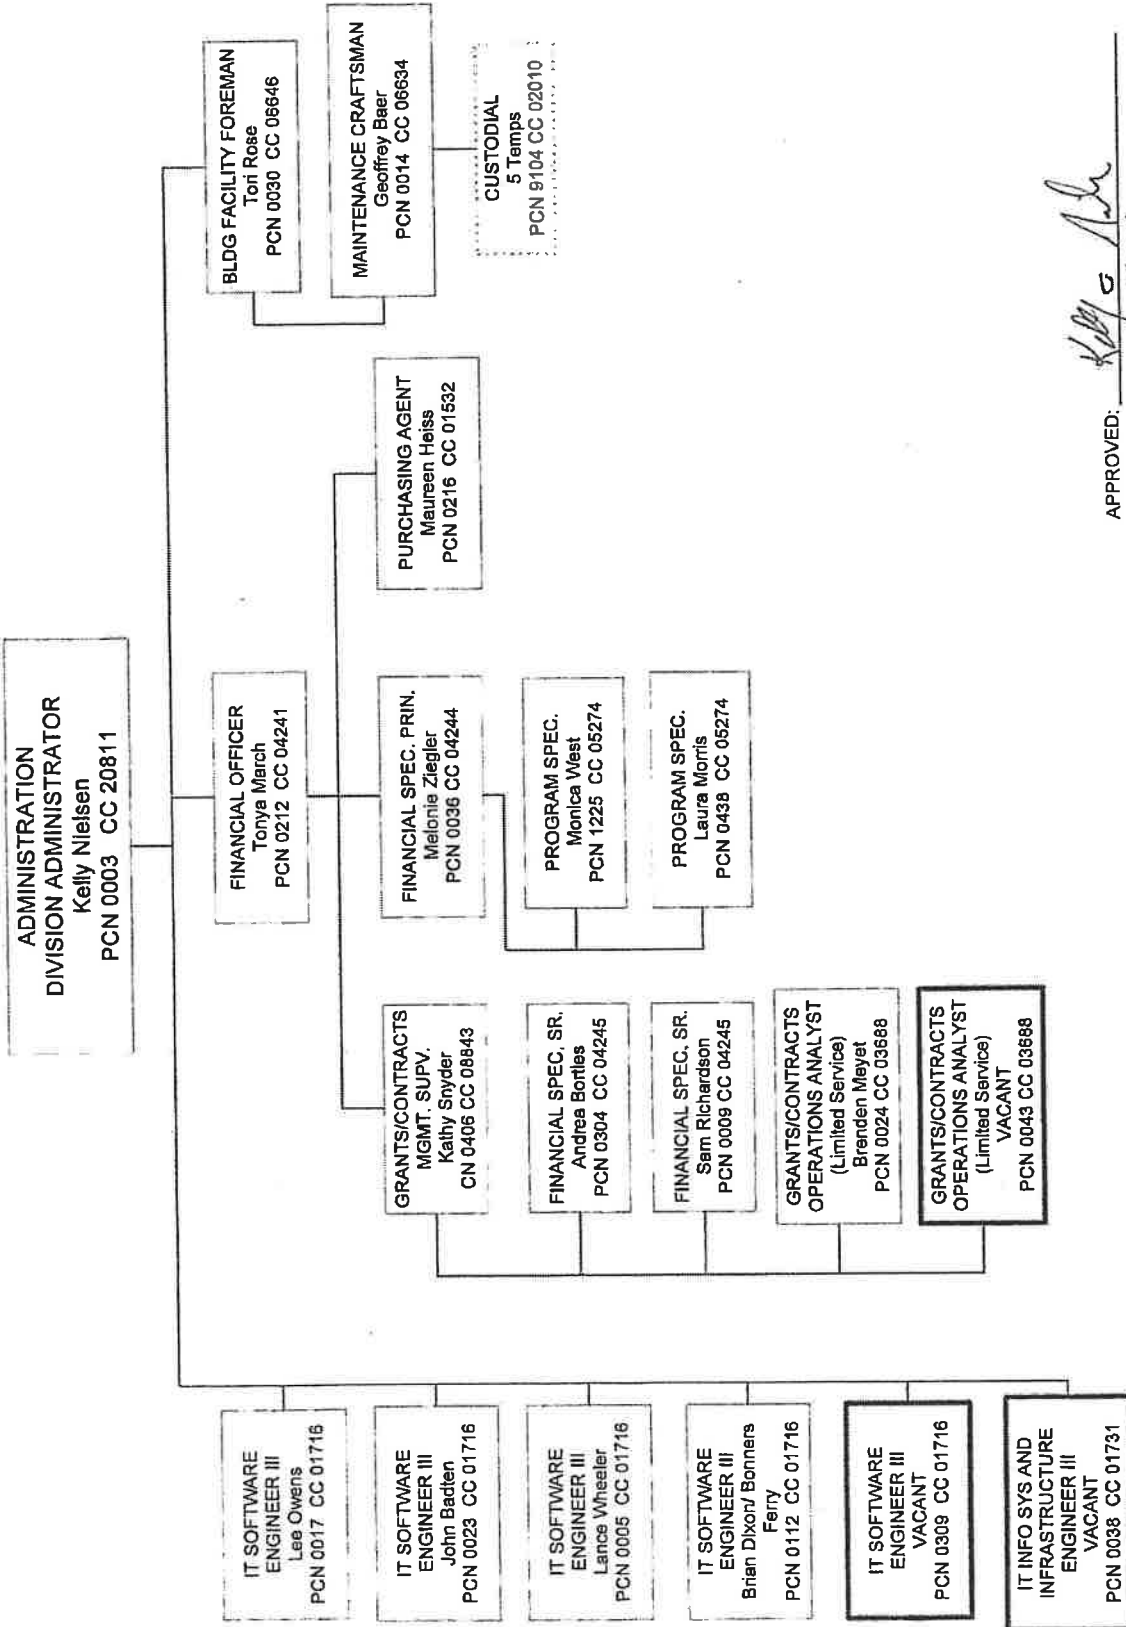 ADMINISTRATION
DIVISION ADMINISTRATOR
Kelly Nielsen
PCN 0003 CC 20811
IT SOFTWARE
ENGINEER III
Lee Owens
PCN 0017 CC 01716
IT SOFTWARE
ENGINEER III
John Badten
PCN 0023 CC 01716
IT SOFTWARE
ENGINEER III
Lance Wheeler
PCN 0005 CC 01716
IT SOFTWARE
ENGINEER III
Brian Dixon/ Bonners
Ferry
PCN 0112 CC 01716
IT SOFTWARE
ENGINEER III
VACANT
PCN 0309 CC 01716
IT INFO SYS AND
INFRASTRUCTURE
ENGINEER III
VACANT
PCN 0038 CC 01731
FINANCIAL OFFICER
Tonya March
PCN 0212 CC 04241
GRANTS/CONTRACTS
MGMT. SUPV.
Kathy Snyder
CN 0406 CC 08843
FINANCIAL SPEC, SR.
Andrea Bortles
PCN 0304 CC 04245
FINANCIAL SPEC, SR.
Sam Richardson
PCN 0009 CC 04245
GRANTS/CONTRACTS
OPERATIONS ANALYST
(Limited Service)
Brenden Meyet
PCN 0024 CC 03688
GRANTS/CONTRACTS
OPERATIONS ANALYST
(Limited Service)
VACANT
PCN 0043 CC 03688
FINANCIAL SPEC. PRIN.
Melonie Ziegler
PCN 0036 CC 04244
PROGRAM SPEC.
Monica West
PCN 1225 CC 05274
PROGRAM SPEC.
Laura Morris
PCN 0438 CC 05274
PURCHASING AGENT
Maureen Heiss
PCN 0216 CC 01532
BLDG FACILITY FOREMAN
Tori Rose
PCN 0030 CC 06646
MAINTENANCE CRAFTSMAN
Geoffrey Baer
PCN 0014 CC 06634
CUSTODIAL
5 Temps
PCN 9104 CC 02010
APPROVED: